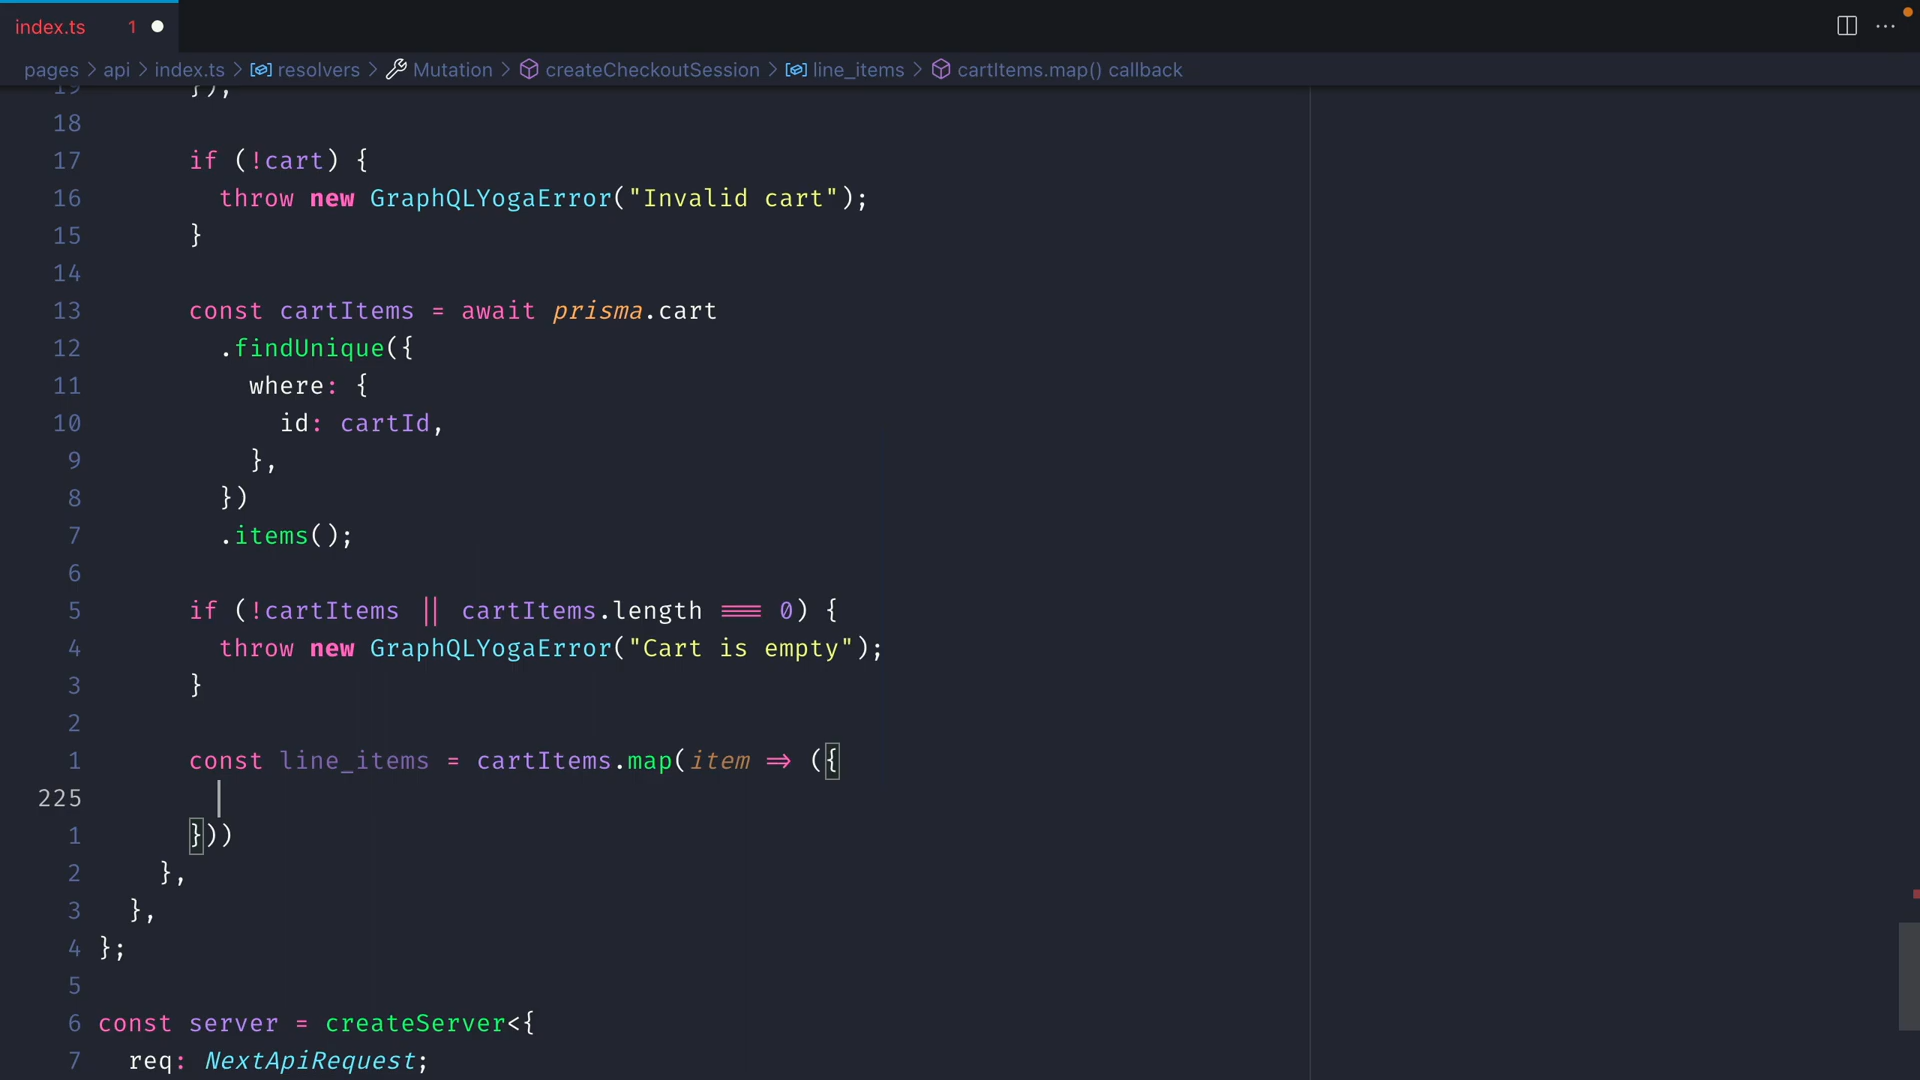 index.ts 1
pages > api > index.ts > resolvers > Mutation > createCheckoutSession > line_items > cartItems.map() callback
19 }),
18
17 if (!cart) {
16 throw new GraphQLYogaError("Invalid cart");
15 }
14
13 const cartItems = await prisma.cart
12 .findUnique({
11 where: {
10 id: cartId,
9 },
8 })
7 .items();
6
5 if (!cartItems || cartItems.length === 0) {
4 throw new GraphQLYogaError("Cart is empty");
3 }
2
1 const line_items = cartItems.map(item => ({
225
1 }))
2 },
3 },
4 };
5
6 const server = createServer<{
7 req: NextApiRequest;